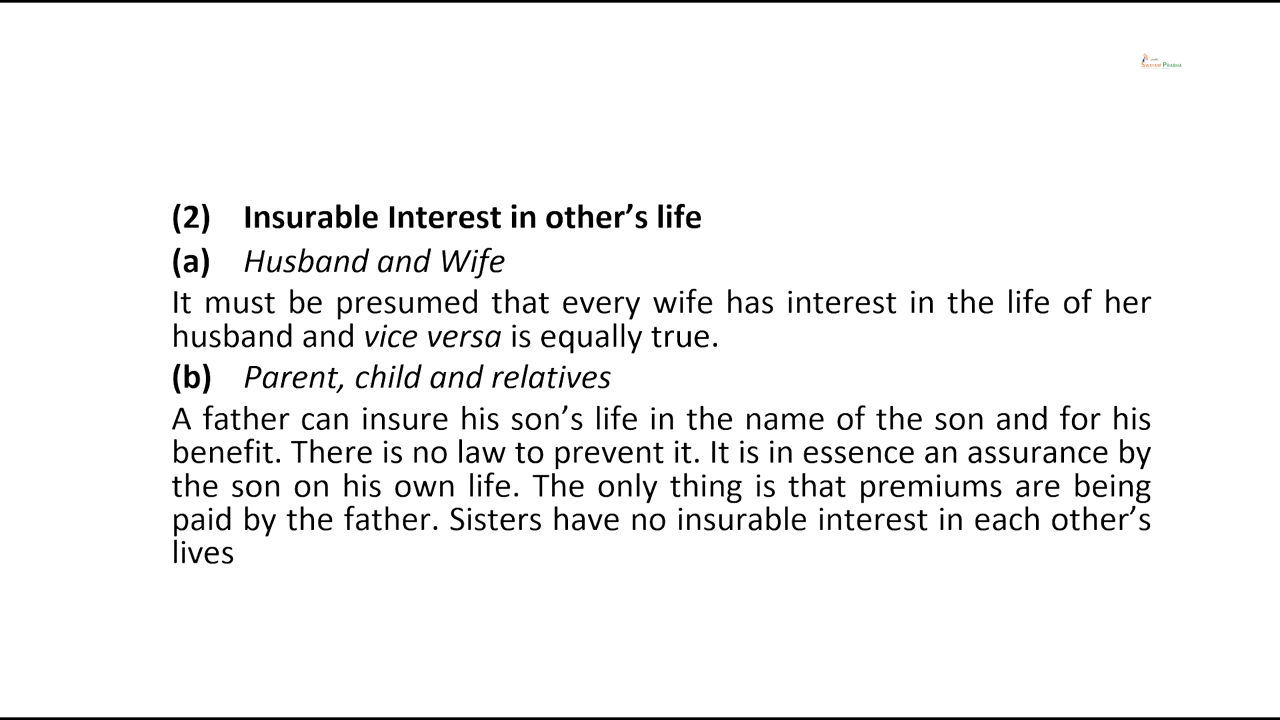 SWAYAM PRABHA
(2) Insurable Interest in other’s life
(a) Husband and Wife
It must be presumed that every wife has interest in the life of her
husband and vice versa is equally true.
(b) Parent, child and relatives
A father can insure his son’s life in the name of the son and for his
benefit. There is no law to prevent it. It is in essence an assurance by
the son on his own life. The only thing is that premiums are being
paid by the father. Sisters have no insurable interest in each other’s
lives